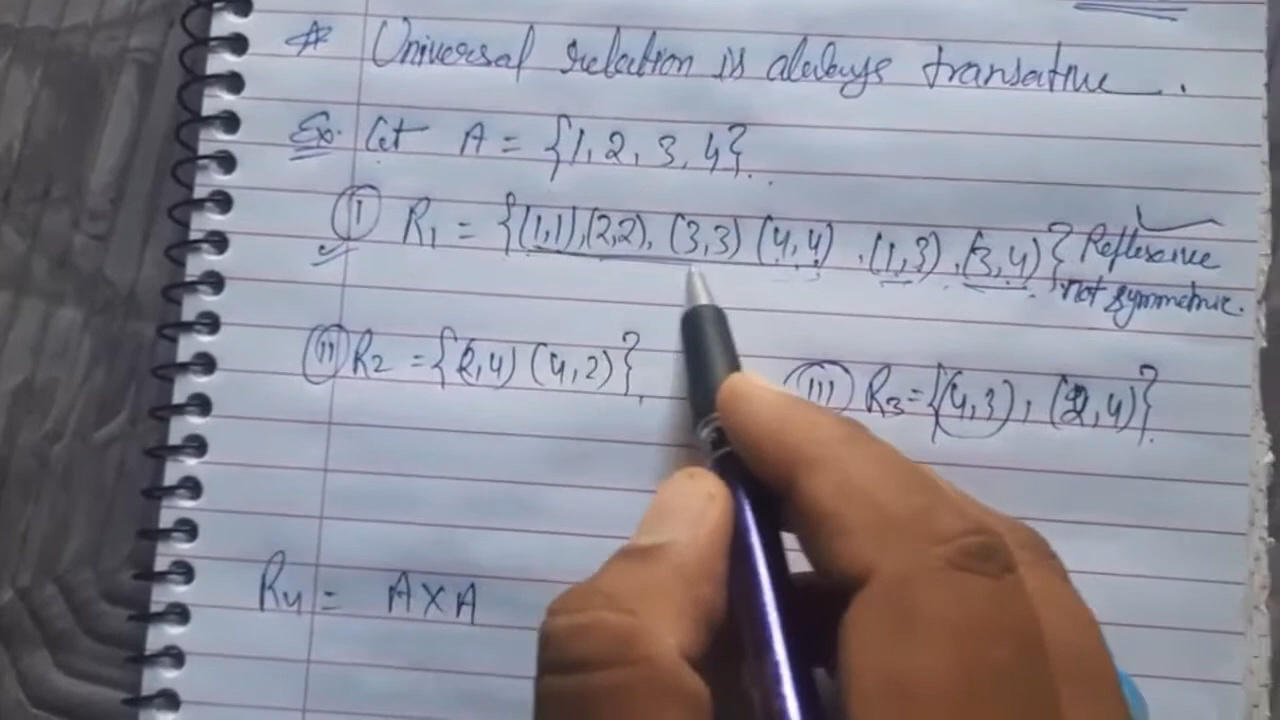 * Universal relation is always transative.
Ex. Let A = {1, 2, 3, 4}.
(I) R1 = {(1,1),(2,2), (3,3) (4,4) , (1,3) , (3,4)} Reflexive
not symmetric.
(II) R2 = {(2,4) (4,2)}, (III) R3 = {(4,3), (2,4)}
R4 = A X A